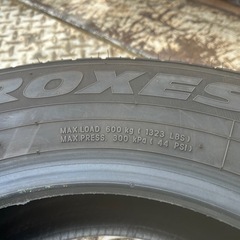 ROXES
MAX LOAD 600 kg ( 1323 LBS )
MAX PRESS 300 kPa ( 44 PSI )